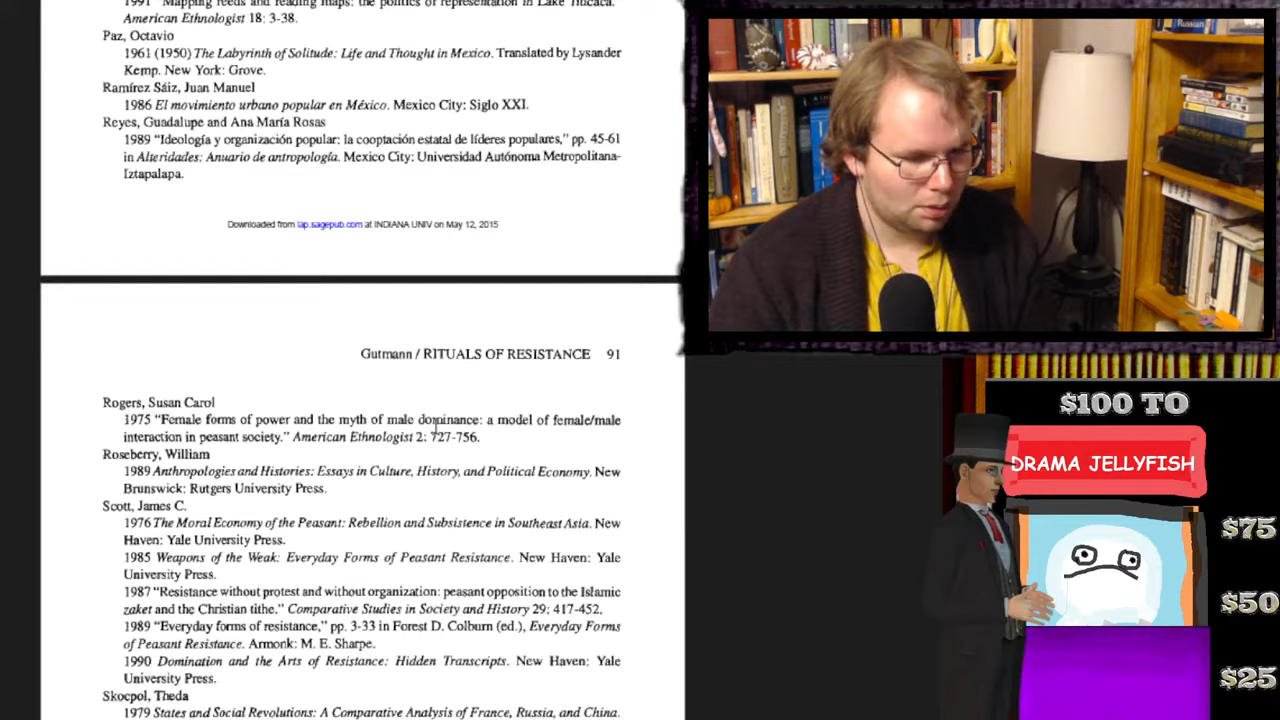 1991 "Mapping reeds and reading maps: the politics of representation in Lake Titicaca."
American Ethnologist 18: 3-38.
Paz, Octavio
1961 (1950) The Labyrinth of Solitude: Life and Thought in Mexico. Translated by Lysander
Kemp. New York: Grove.
Ramírez Sáiz, Juan Manuel
1986 El movimiento urbano popular en México. Mexico City: Siglo XXI.
Reyes, Guadalupe and Ana María Rosas
1989 "Ideología y organización popular: la cooptación estatal de líderes populares," pp. 45-61
in Alteridades: Anuario de antropología. Mexico City: Universidad Autónoma Metropolitana-
Iztapalapa.
Downloaded from lap.sagepub.com at INDIANA UNIV on May 12, 2015
Gutmann / RITUALS OF RESISTANCE 91
Rogers, Susan Carol
1975 "Female forms of power and the myth of male dominance: a model of female/male
interaction in peasant society." American Ethnologist 2: 727-756.
Roseberry, William
1989 Anthropologies and Histories: Essays in Culture, History, and Political Economy. New
Brunswick: Rutgers University Press.
Scott, James C.
1976 The Moral Economy of the Peasant: Rebellion and Subsistence in Southeast Asia. New
Haven: Yale University Press.
1985 Weapons of the Weak: Everyday Forms of Peasant Resistance. New Haven: Yale
University Press.
1987 "Resistance without protest and without organization: peasant opposition to the Islamic
zaket and the Christian tithe." Comparative Studies in Society and History 29: 417-452.
1989 "Everyday forms of resistance," pp. 3-33 in Forest D. Colburn (ed.), Everyday Forms
of Peasant Resistance. Armonk: M. E. Sharpe.
1990 Domination and the Arts of Resistance: Hidden Transcripts. New Haven: Yale
University Press.
Skocpol, Theda
1979 States and Social Revolutions: A Comparative Analysis of France, Russia, and China.
Russian
$100 TO
DRAMA JELLYFISH
$75
$50
$25